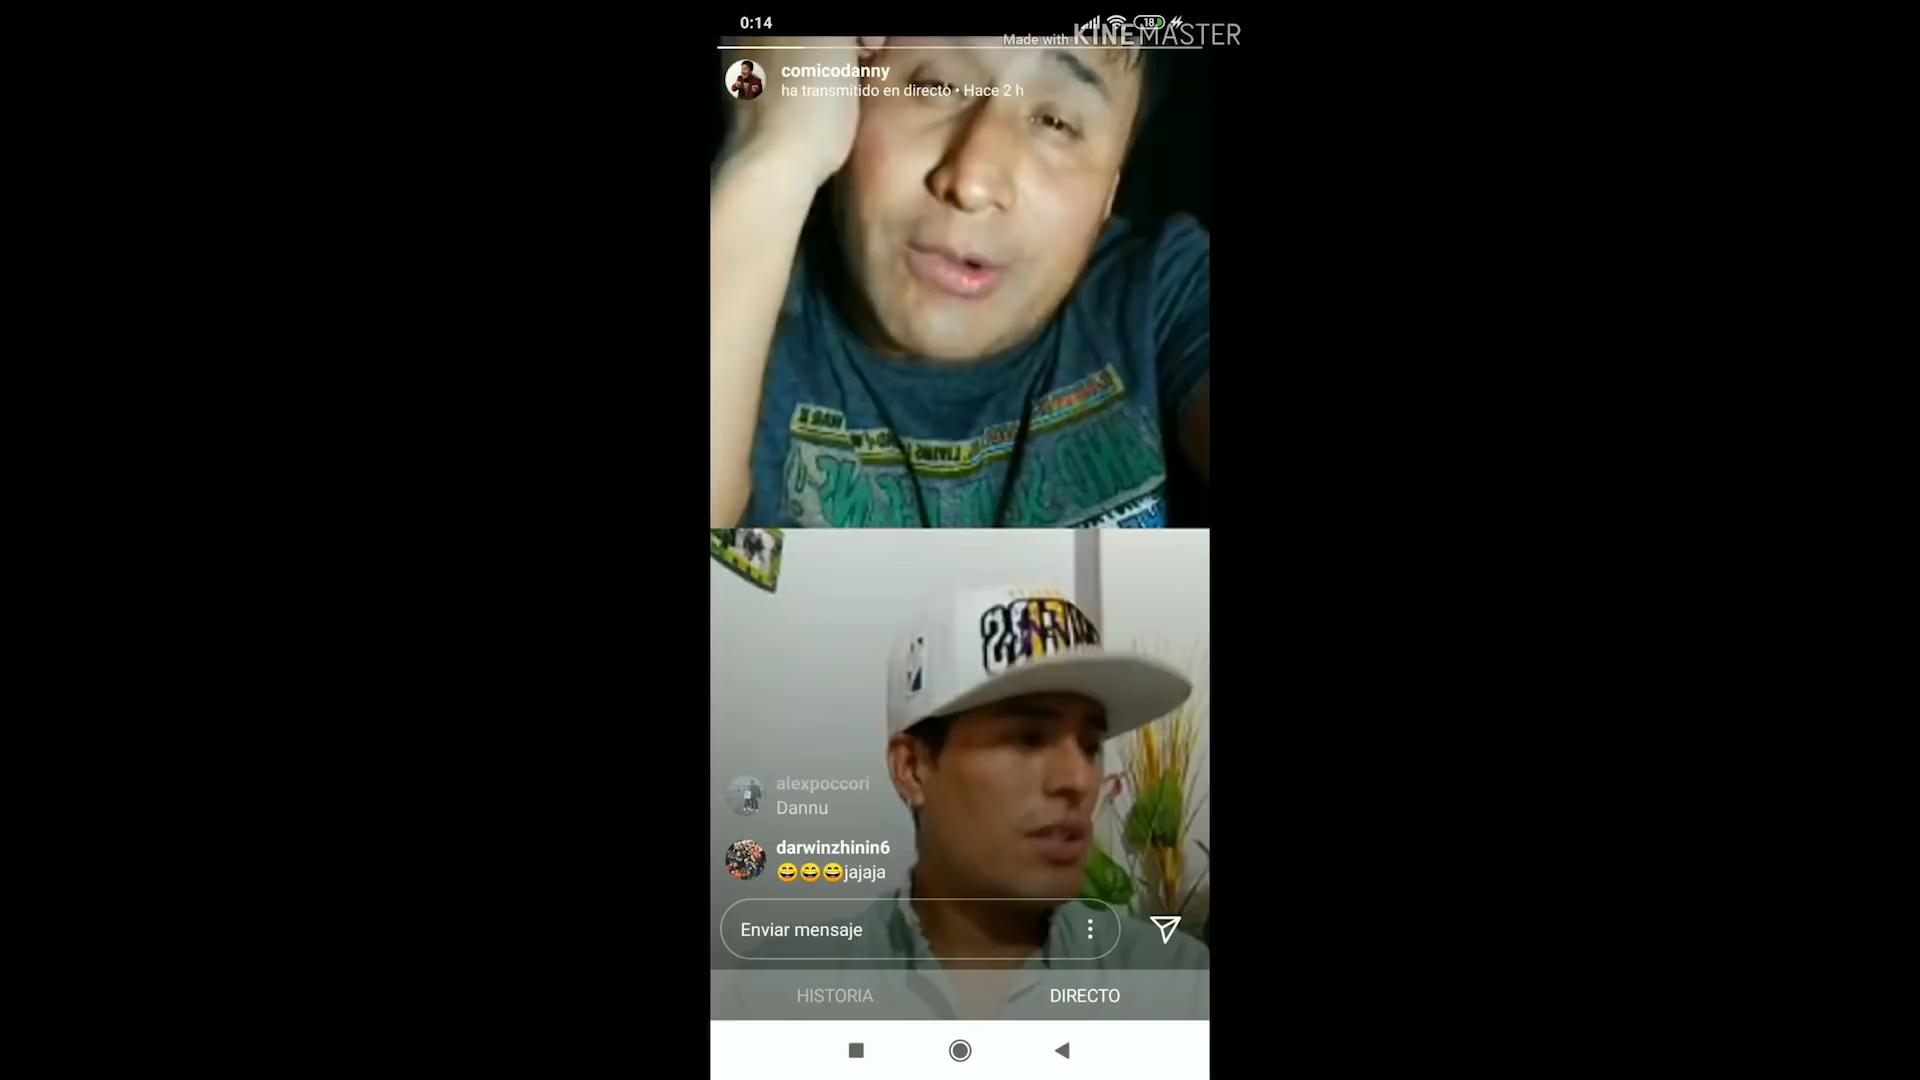 0:14
18
Made with KINEMASTER
comicodanny
ha transmitido en directo • Hace 2 h
alexpoccori
Dannu
darwinzhinin6
😄😄😄jajaja
Enviar mensaje
HISTORIA
DIRECTO